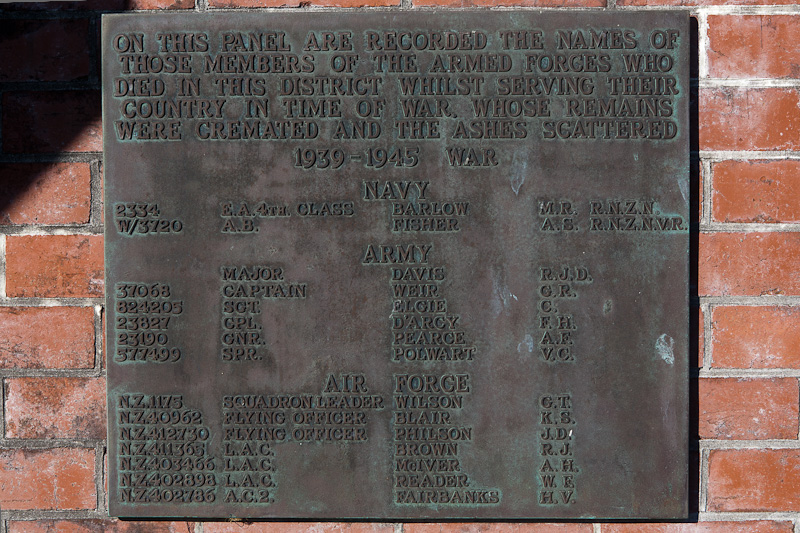 ON THIS PANEL ARE RECORDED THE NAMES OF
THOSE MEMBERS OF THE ARMED FORCES WHO
DIED IN THIS DISTRICT WHILST SERVING THEIR
COUNTRY IN TIME OF WAR, WHOSE REMAINS
WERE CREMATED AND THE ASHES SCATTERED
1939-1945 WAR
NAVY
2334 E.A.4TH. CLASS BARLOW M.R. R.N.Z.N.
W/3720 A.B. FISHER A.S. R.N.Z.N.V.R.
ARMY
MAJOR DAVIS R.J.D.
37068 CAPTAIN WEIR G.R.
824205 SGT. ELGIE C.
23827 CPL. D'ARCY F.H.
23190 GNR. PEARCE A.F.
577499 SPR. POLWART V.C.
AIR FORCE
N.Z.1175 SQUADRON LEADER WILSON G.T.
N.Z.40962 FLYING OFFICER BLAIR K.S.
N.Z.412730 FLYING OFFICER PHILSON J.D.
N.Z.411365 L.A.C. BROWN R.J.
N.Z.403466 L.A.C. McIVER A.H.
N.Z.402898 L.A.C. READER W.F.
N.Z.402786 A.C.2. FAIRBANKS H.V.